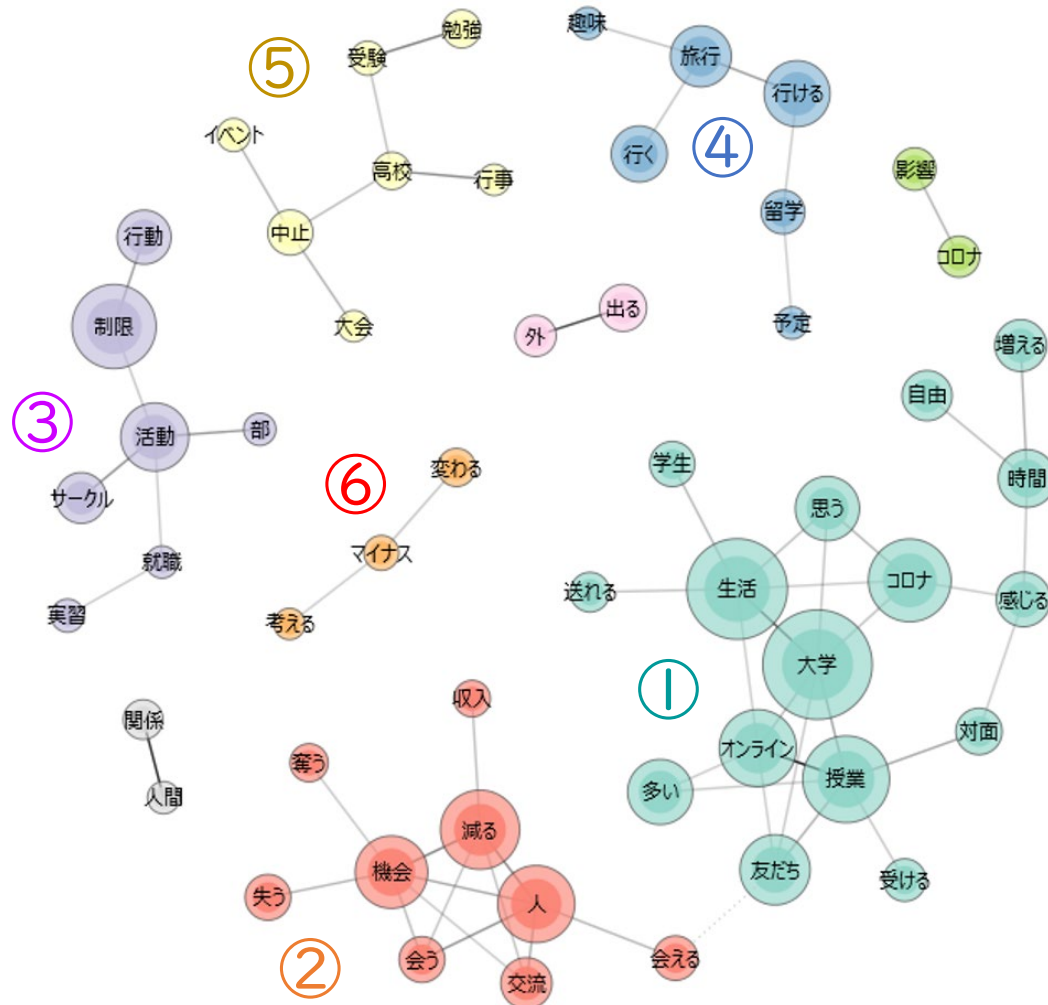 勉強
趣味
受験
旅行
⑤
行ける
イベント
④
行く
高校
行事
影響
留学
中止
行動
コロナ
出る
制限
大会
外
予定
増える
自由
③
部
活動
学生
変わる
時間
⑥
サークル
思う
マイナス
就職
コロナ
生活
送れる
感じる
実習
考える
大学
①
収入
関係
対面
オンライン
奪う
授業
多い
人間
減る
機会
友だち
受ける
失う
人
会う
会える
②
交流